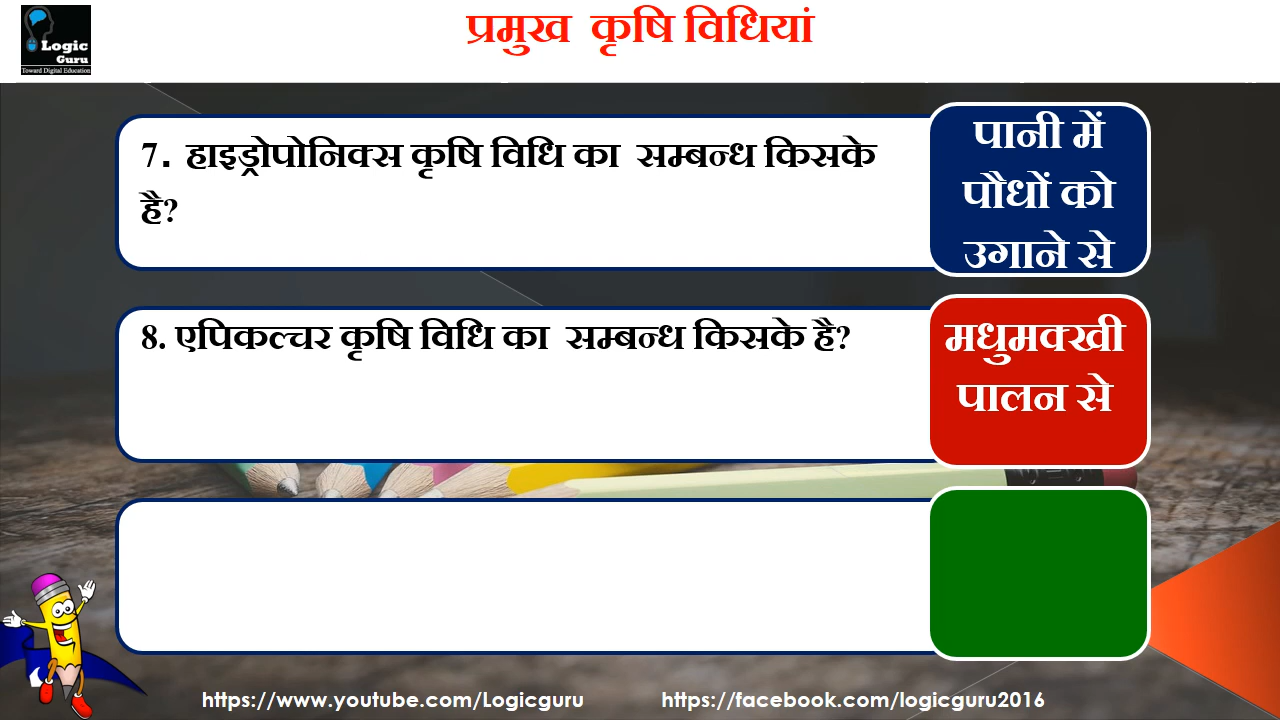 Logic
Guru
Toward Digital Education
प्रमुख कृषि विधियां
7. हाइड्रोपोनिक्स कृषि विधि का सम्बन्ध किसके
है?
पानी में
पौधों को
उगाने से
8. एपिकल्चर कृषि विधि का सम्बन्ध किसके है?
मधुमक्खी
पालन से
https://www.youtube.com/Logicguru
https://facebook.com/logicguru2016